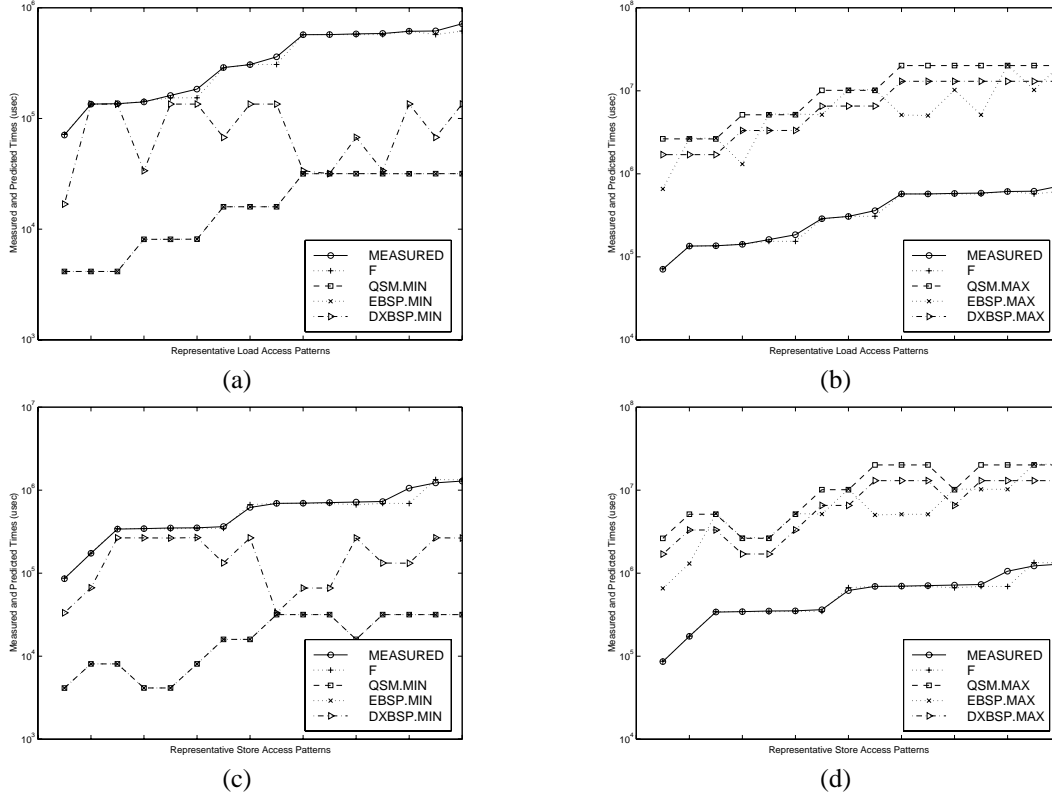 10^6
10^5
10^4
10^3
Measured and Predicted Times (usec)
MEASURED
F
QSM.MIN
EBSP.MIN
DXBSP.MIN
Representative Load Access Patterns
(a)
10^8
10^7
10^6
10^5
10^4
Measured and Predicted Times (usec)
MEASURED
F
QSM.MAX
EBSP.MAX
DXBSP.MAX
Representative Load Access Patterns
(b)
10^7
10^6
10^5
10^4
10^3
Measured and Predicted Times (usec)
MEASURED
F
QSM.MIN
EBSP.MIN
DXBSP.MIN
Representative Store Access Patterns
(c)
10^8
10^7
10^6
10^5
10^4
Measured and Predicted Times (usec)
MEASURED
F
QSM.MAX
EBSP.MAX
DXBSP.MAX
Representative Store Access Patterns
(d)